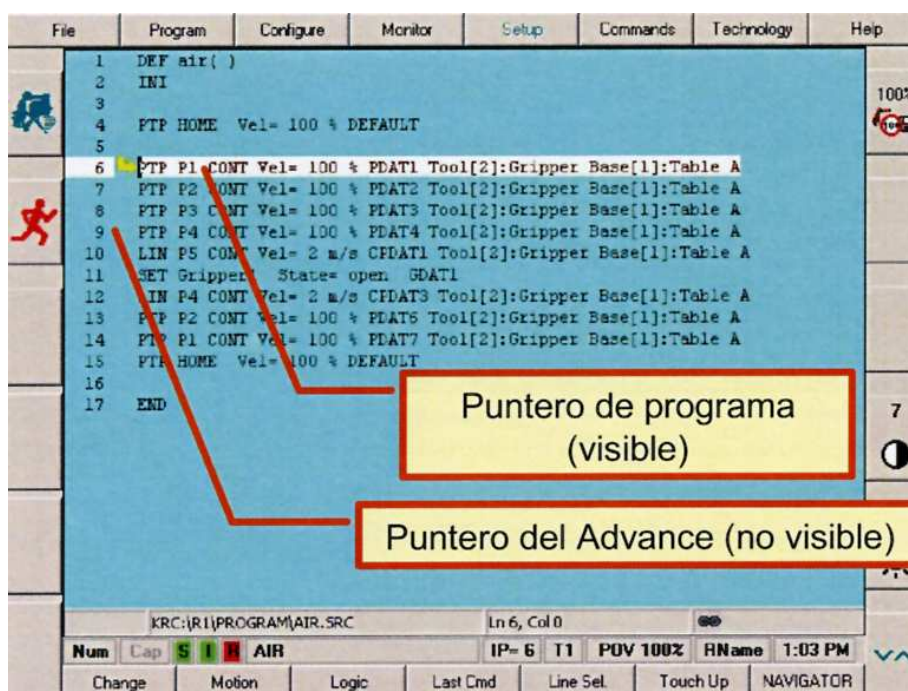 File Program Configure Monitor Setup Commands Technology Help
1 DEF air( )
2 INI
3
4 PTP HOME Vel= 100 % DEFAULT
5
6 PTP P1 CONT Vel= 100 % PDAT1 Tool[2]:Gripper Base[1]:Table A
7 PTP P2 CONT Vel= 100 % PDAT2 Tool[2]:Gripper Base[1]:Table A
8 PTP P3 CONT Vel= 100 % PDAT3 Tool[2]:Gripper Base[1]:Table A
9 PTP P4 CONT Vel= 100 % PDAT4 Tool[2]:Gripper Base[1]:Table A
10 LIN P5 CONT Vel= 2 m/s CPDAT1 Tool[2]:Gripper Base[1]:Table A
11 SET Gripper1 State= open GDAT1
12 LIN P4 CONT Vel= 2 m/s CPDAT3 Tool[2]:Gripper Base[1]:Table A
13 PTP P2 CONT Vel= 100 % PDAT6 Tool[2]:Gripper Base[1]:Table A
14 PTP P1 CONT Vel= 100 % PDAT7 Tool[2]:Gripper Base[1]:Table A
15 PTP HOME Vel= 100 % DEFAULT
16
17 END
100%
7
Puntero de programa
(visible)
Puntero del Advance (no visible)
KRC:\R1\PROGRAM\AIR.SRC Ln 6, Col 0
Num Cap S I R AIR IP= 6 T1 POV 100% RName 1:03 PM
Change Motion Logic Last Cmd Line Sel. Touch Up NAVIGATOR